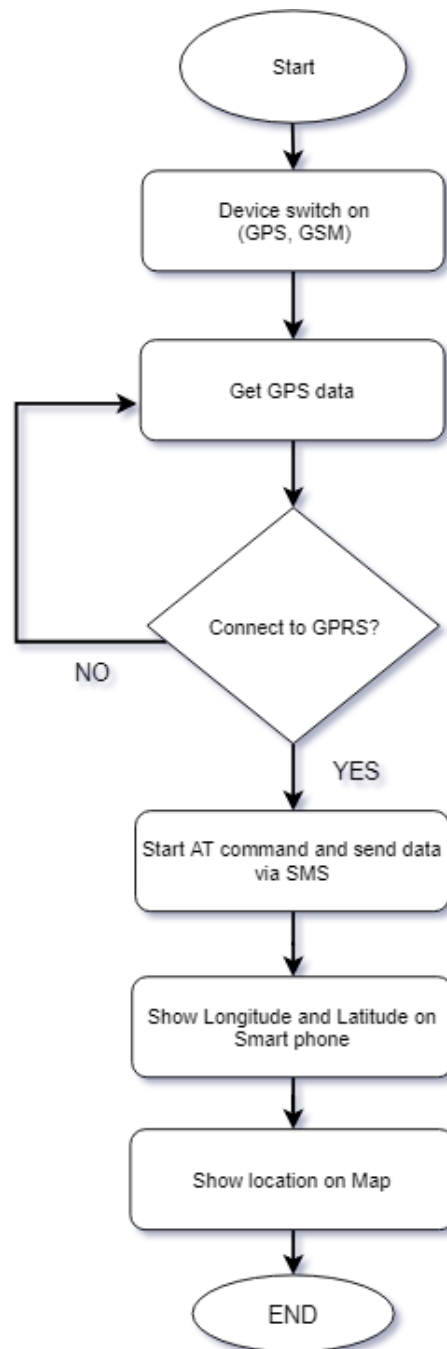 Start
Device switch on
(GPS, GSM)
Get GPS data
Connect to GPRS?
NO
YES
Start AT command and send data
via SMS
Show Longitude and Latitude on
Smart phone
Show location on Map
END